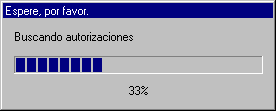 Espere, por favor.
Buscando autorizaciones
33%